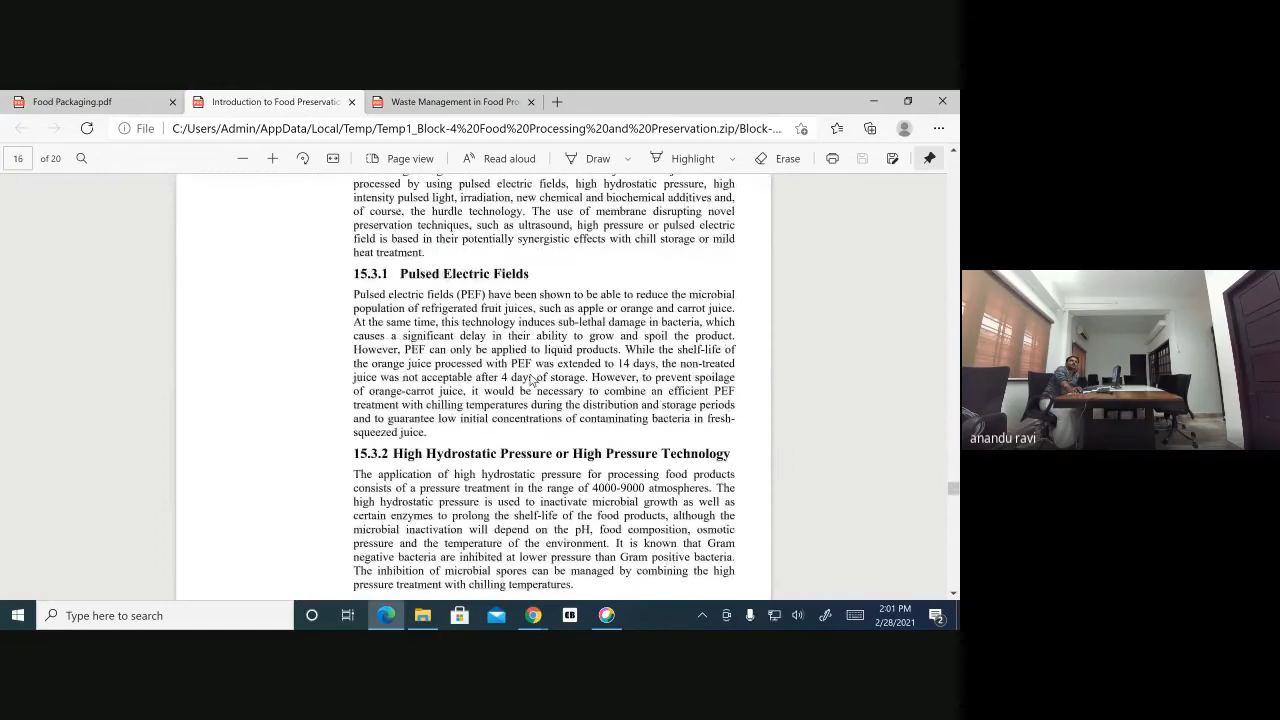 Food Packaging.pdf
Introduction to Food Preservatio
Waste Management in Food Pro
File
C:/Users/Admin/AppData/Local/Temp/Temp1_Block-4%20Food%20Processing%20and%20Preservation.zip/Block-...
16 of 20
Page view
Read aloud
Draw
Highlight
Erase
processed by using pulsed electric fields, high hydrostatic pressure, high
intensity pulsed light, irradiation, new chemical and biochemical additives and,
of course, the hurdle technology. The use of membrane disrupting novel
preservation techniques, such as ultrasound, high pressure or pulsed electric
field is based in their potentially synergistic effects with chill storage or mild
heat treatment.
15.3.1 Pulsed Electric Fields
Pulsed electric fields (PEF) have been shown to be able to reduce the microbial
population of refrigerated fruit juices, such as apple or orange and carrot juice.
At the same time, this technology induces sub-lethal damage in bacteria, which
causes a significant delay in their ability to grow and spoil the product.
However, PEF can only be applied to liquid products. While the shelf-life of
the orange juice processed with PEF was extended to 14 days, the non-treated
juice was not acceptable after 4 days of storage. However, to prevent spoilage
of orange-carrot juice, it would be necessary to combine an efficient PEF
treatment with chilling temperatures during the distribution and storage periods
and to guarantee low initial concentrations of contaminating bacteria in fresh-
squeezed juice.
15.3.2 High Hydrostatic Pressure or High Pressure Technology
The application of high hydrostatic pressure for processing food products
consists of a pressure treatment in the range of 4000-9000 atmospheres. The
high hydrostatic pressure is used to inactivate microbial growth as well as
certain enzymes to prolong the shelf-life of the food products, although the
microbial inactivation will depend on the pH, food composition, osmotic
pressure and the temperature of the environment. It is known that Gram
negative bacteria are inhibited at lower pressure than Gram positive bacteria.
The inhibition of microbial spores can be managed by combining the high
pressure treatment with chilling temperatures.
anandu ravi
Type here to search
2:01 PM
2/28/2021
2